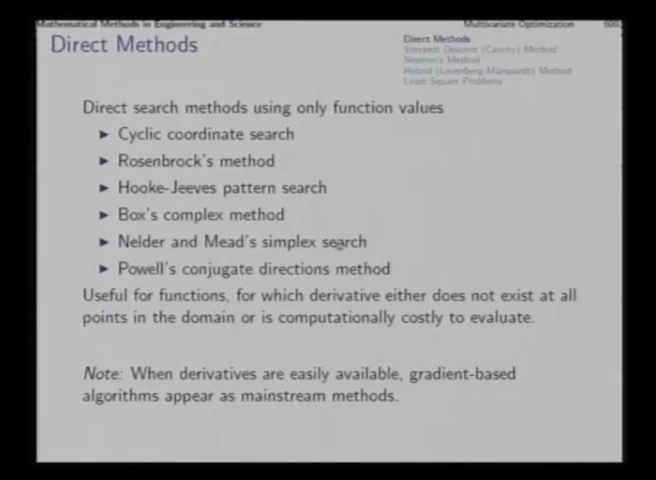 Mathematical Methods in Engineering and Science
Multivariate Optimization
Direct Methods
Direct Methods
Steepest Descent (Cauchy) Method
Newton's Method
Hybrid (Levenberg-Marquardt) Method
Least Square Problems
Direct search methods using only function values
► Cyclic coordinate search
► Rosenbrock's method
► Hooke-Jeeves pattern search
► Box's complex method
► Nelder and Mead's simplex search
► Powell's conjugate directions method
Useful for functions, for which derivative either does not exist at all
points in the domain or is computationally costly to evaluate.
Note: When derivatives are easily available, gradient-based
algorithms appear as mainstream methods.